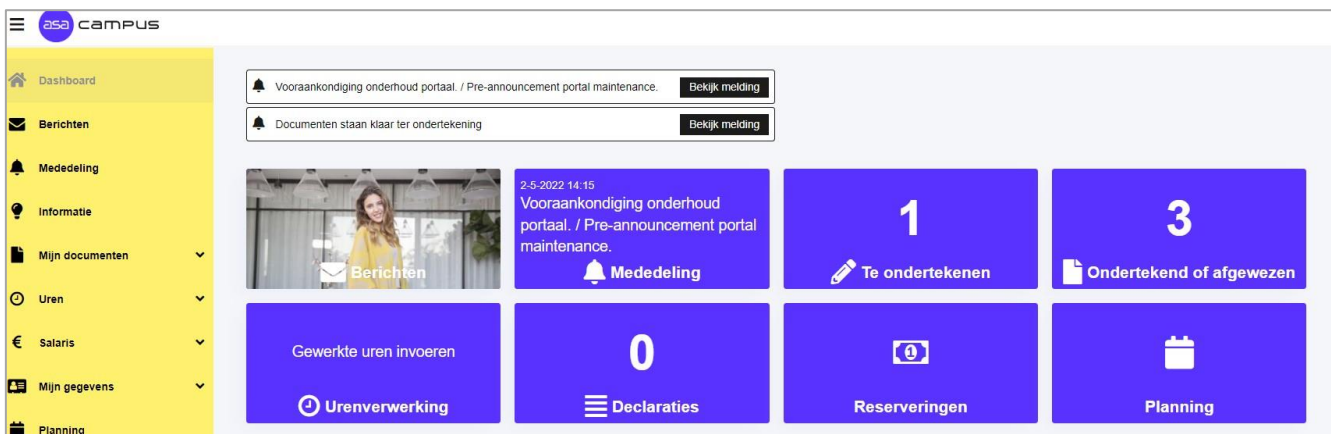 asa campus
Dashboard
Berichten
Mededeling
Informatie
Mijn documenten
Uren
Salaris
Mijn gegevens
Planning
Vooraankondiging onderhoud portaal. / Pre-announcement portal maintenance. Bekijk melding
Documenten staan klaar ter ondertekening Bekijk melding
Berichten
2-5-2022 14:15
Vooraankondiging onderhoud
portaal. / Pre-announcement portal
maintenance.
Mededeling
1
Te ondertekenen
3
Ondertekend of afgewezen
Gewerkte uren invoeren
Urenverwerking
0
Declaraties
1
Reserveringen
Planning